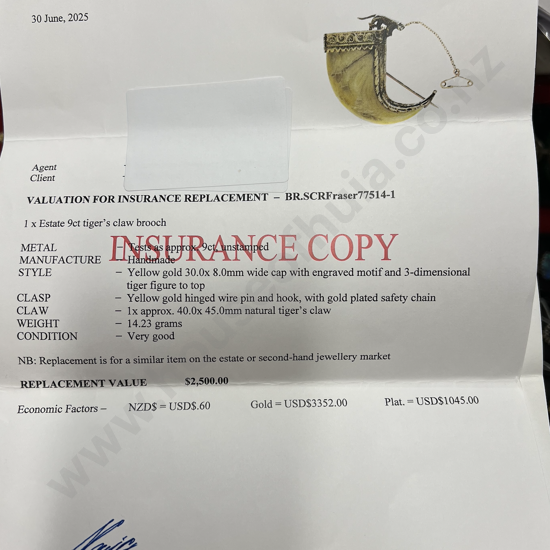 30 June, 2025
Agent -
Client -
VALUATION FOR INSURANCE REPLACEMENT – BR.SCRFraser77514-1
1 x Estate 9ct tiger's claw brooch
INSURANCE COPY
METAL – Tests as approx. 9ct, unstamped
MANUFACTURE – Handmade
STYLE – Yellow gold 30.0x 8.0mm wide cap with engraved motif and 3-dimensional
tiger figure to top
CLASP – Yellow gold hinged wire pin and hook, with gold plated safety chain
CLAW – 1x approx. 40.0x 45.0mm natural tiger's claw
WEIGHT – 14.23 grams
CONDITION – Very good
NB: Replacement is for a similar item on the estate or second-hand jewellery market
REPLACEMENT VALUE $2,500.00
Economic Factors – NZD$ = USD$.60 Gold = USD$3352.00 Plat. = USD$1045.00